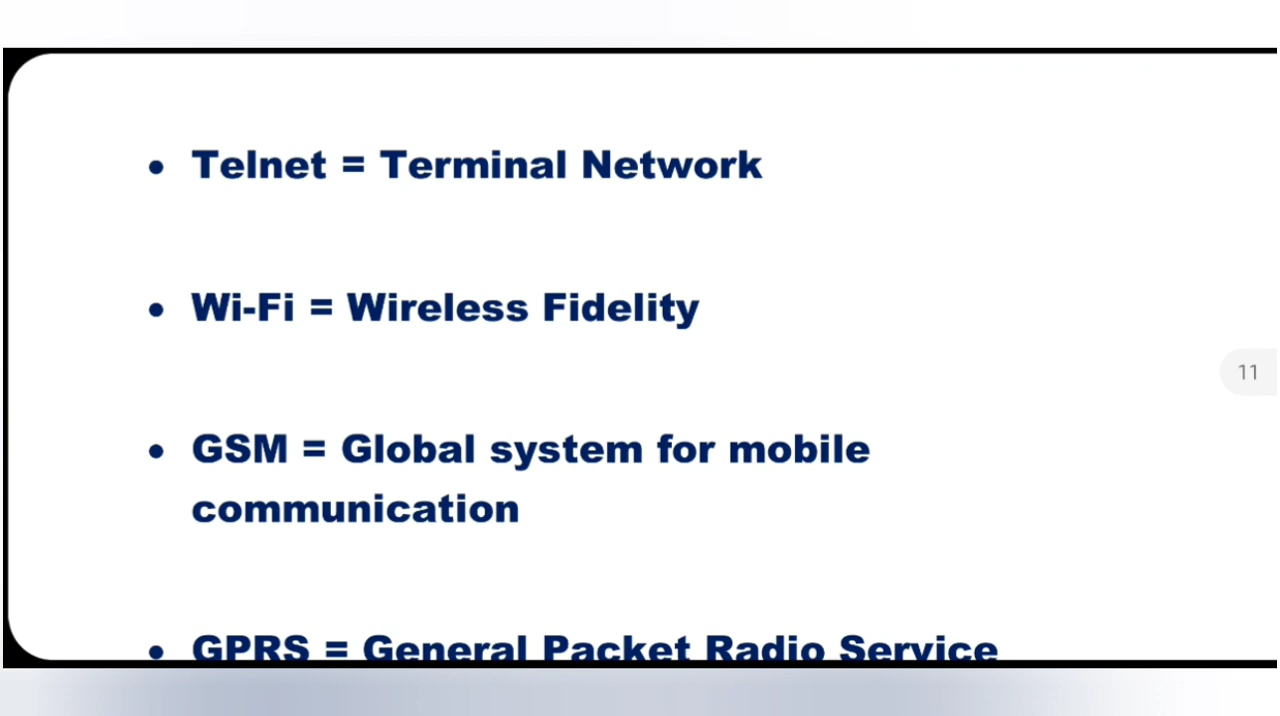 • Telnet = Terminal Network
• Wi-Fi = Wireless Fidelity
• GSM = Global system for mobile
communication
• GPRS = General Packet Radio Service
11